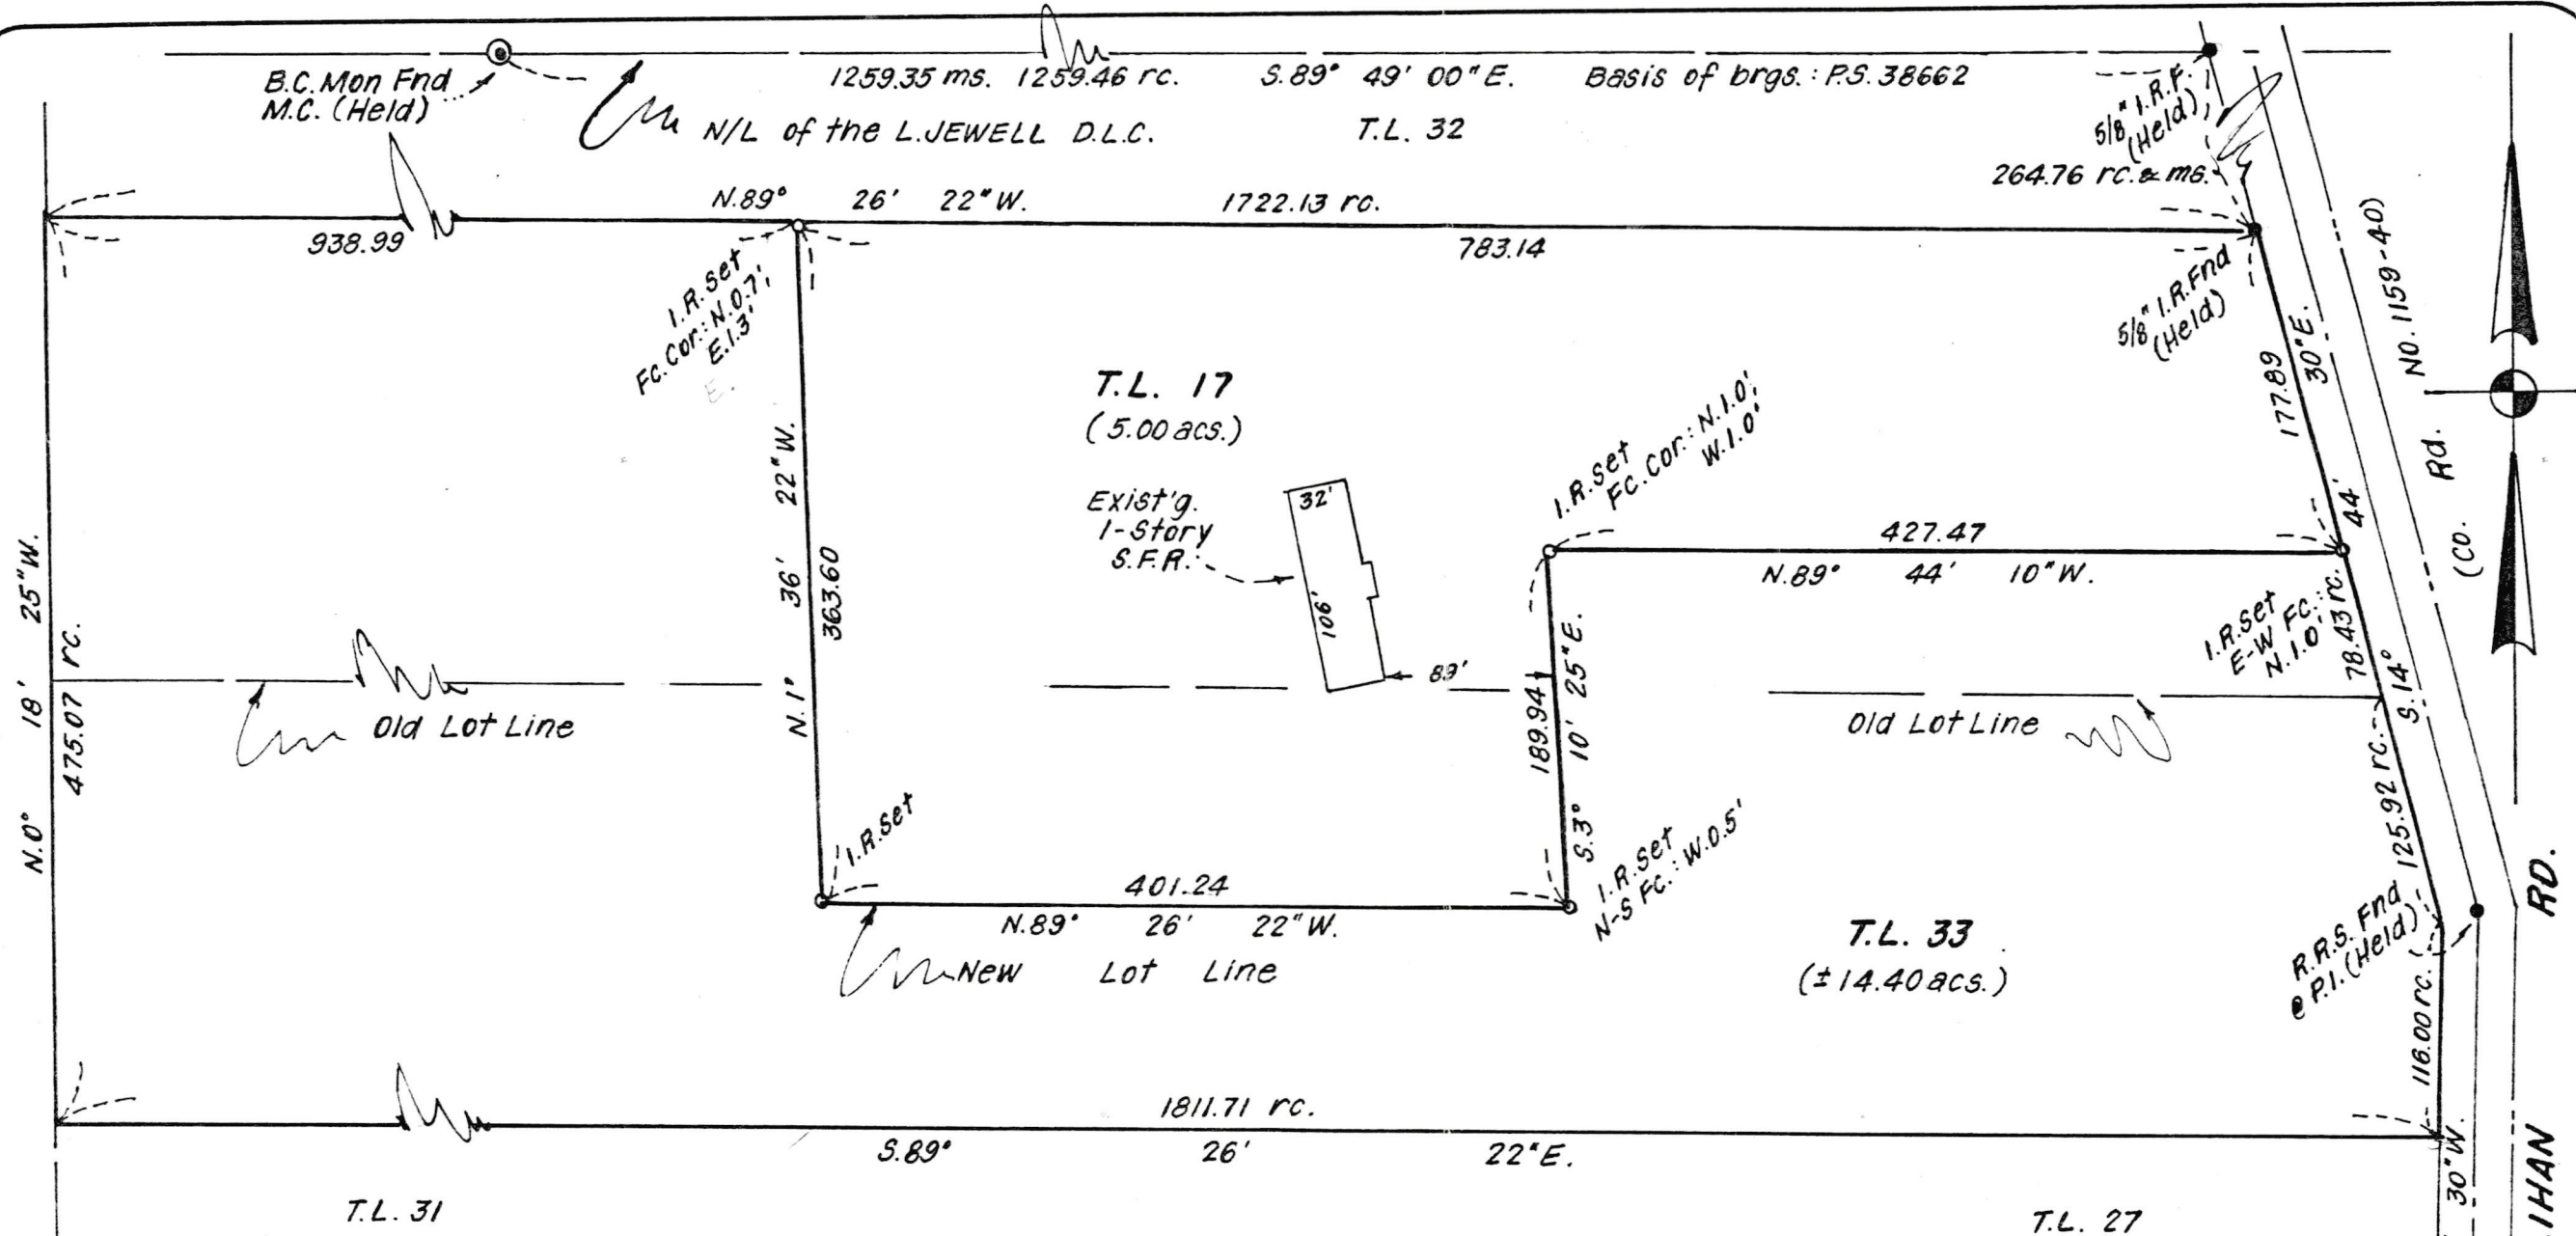 B.C. Mon Fnd
M.C. (Held)
1259.35 ms. 1259.46 rc. S.89° 49' 00" E. Basis of brgs.: P.S. 38662
N/L of the L. JEWELL D.L.C. T.L. 32
5/8" I.R.F.
(Held)
264.76 rc. & ms.
N.89° 26' 22" W. 1722.13 rc.
938.99
783.14
I.R. Set
Fc. Cor.: N.0.7';
E.1.3'
E.
5/8" I.R. Fnd
(Held)
T.L. 17
(5.00 acs.)
Exist'g.
1-Story
S.F.R.
32'
106'
89'
I.R. Set
Fc. Cor.: N.1.0';
W.1.0'
427.47
N.89° 44' 10" W.
I.R. Set
E-W Fc.:
N.1.0'
177.89
78.43 rc.
125.92 rc.
S.14° 44' 30" E.
(CO. Rd. NO. 1159-40)
N.0° 18' 25" W.
475.07 rc.
N.1° 36' 22" W.
363.60
189.94
S.3° 10' 25" E.
Old Lot Line
Old Lot Line
I.R. Set
401.24
N.89° 26' 22" W.
I.R. Set
N-S Fc.: W.0.5'
New Lot Line
T.L. 33
(± 14.40 acs.)
R.R.S. Fnd
@ P.I. (Held)
116.00 rc.
1811.71 rc.
S.89° 26' 22" E.
30" W.
IHAN RD.
T.L. 31
T.L. 27